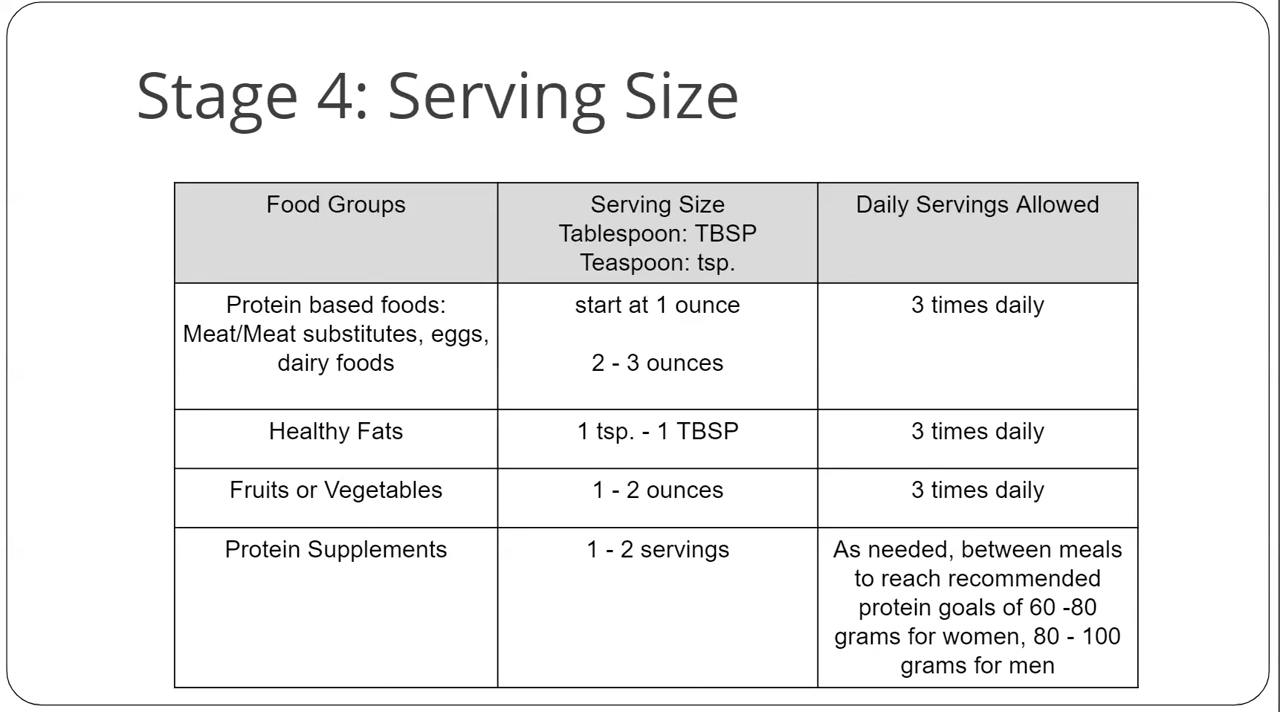 Stage 4: Serving Size
Food Groups
Serving Size
Tablespoon: TBSP
Teaspoon: tsp.
Daily Servings Allowed
Protein based foods:
Meat/Meat substitutes, eggs,
dairy foods
start at 1 ounce
2 - 3 ounces
3 times daily
Healthy Fats
1 tsp. - 1 TBSP
3 times daily
Fruits or Vegetables
1 - 2 ounces
3 times daily
Protein Supplements
1 - 2 servings
As needed, between meals
to reach recommended
protein goals of 60 -80
grams for women, 80 - 100
grams for men